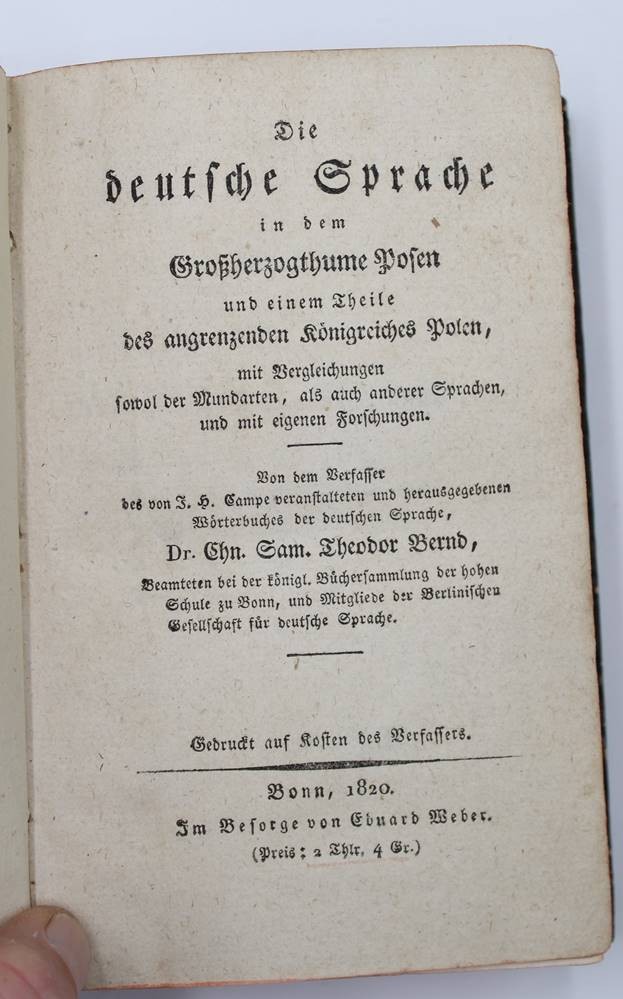 Die
deutsche Sprache
in dem
Großherzogthume Posen
und einem Theile
des angrenzenden Königreiches Polen,
mit Vergleichungen
sowol der Mundarten, als auch anderer Sprachen,
und mit eigenen Forschungen.
Von dem Verfasser
des von J. H. Campe veranstalteten und herausgegebenen
Wörterbuches der deutschen Sprache,
Dr. Chn. Sam. Theodor Bernd,
Beamteten bei der königl. Büchersammlung der hohen
Schule zu Bonn, und Mitgliede der Berlinischen
Gesellschaft für deutsche Sprache.
Gedruckt auf Kosten des Verfassers.
Bonn, 1820.
Im Besorge von Eduard Weber.
(Preis: 2 Thlr. 4 Gr.)